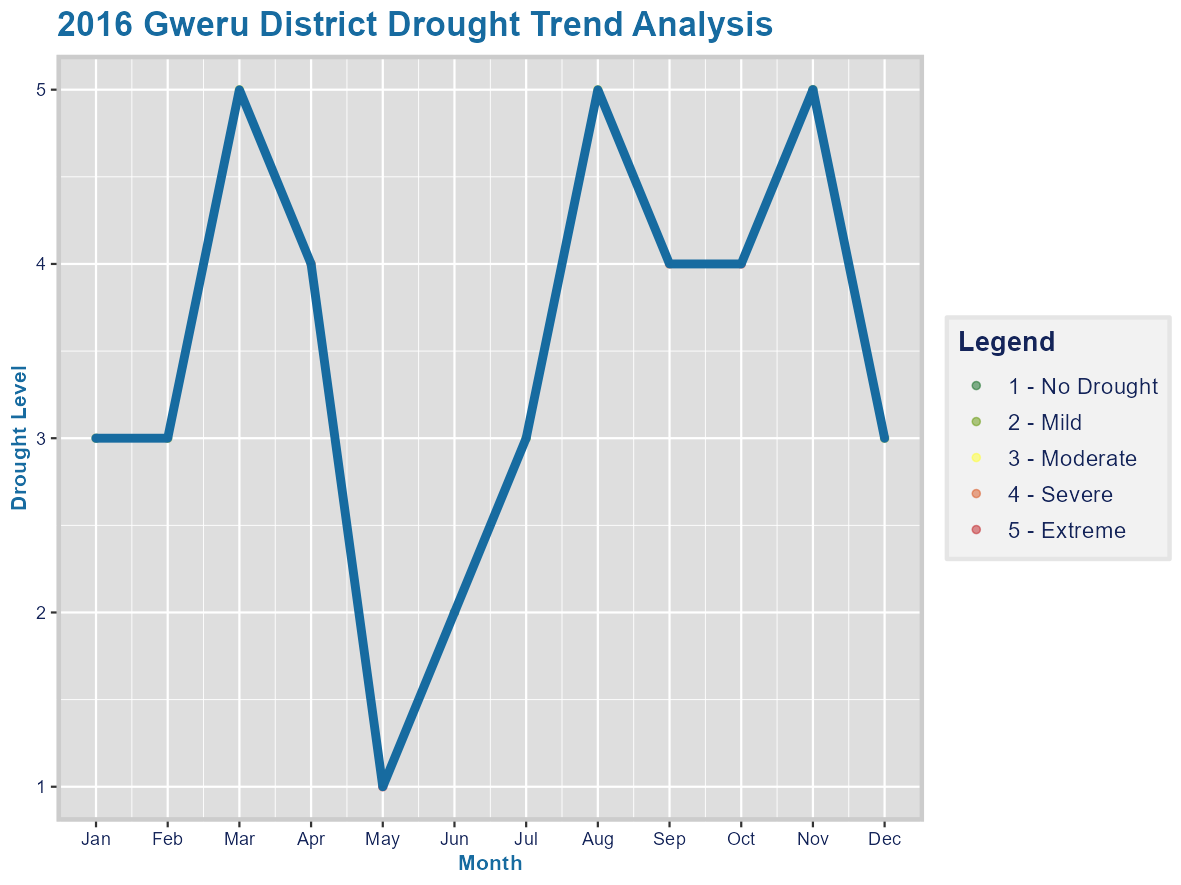 2016 Gweru District Drought Trend Analysis
Drought Level
5
4
3
2
1
Jan Feb Mar Apr May Jun Jul Aug Sep Oct Nov Dec
Month
Legend
1 - No Drought
2 - Mild
3 - Moderate
4 - Severe
5 - Extreme